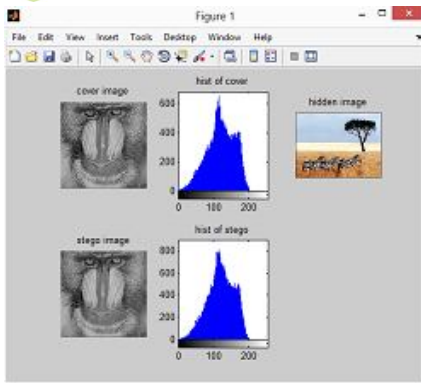 Figure 1
File Edit View Insert Tools Desktop Window Help
cover image
hist of cover
hidden image
600
400
200
0
0 100 200
stego image
hist of stego
800
600
400
200
0
0 100 200